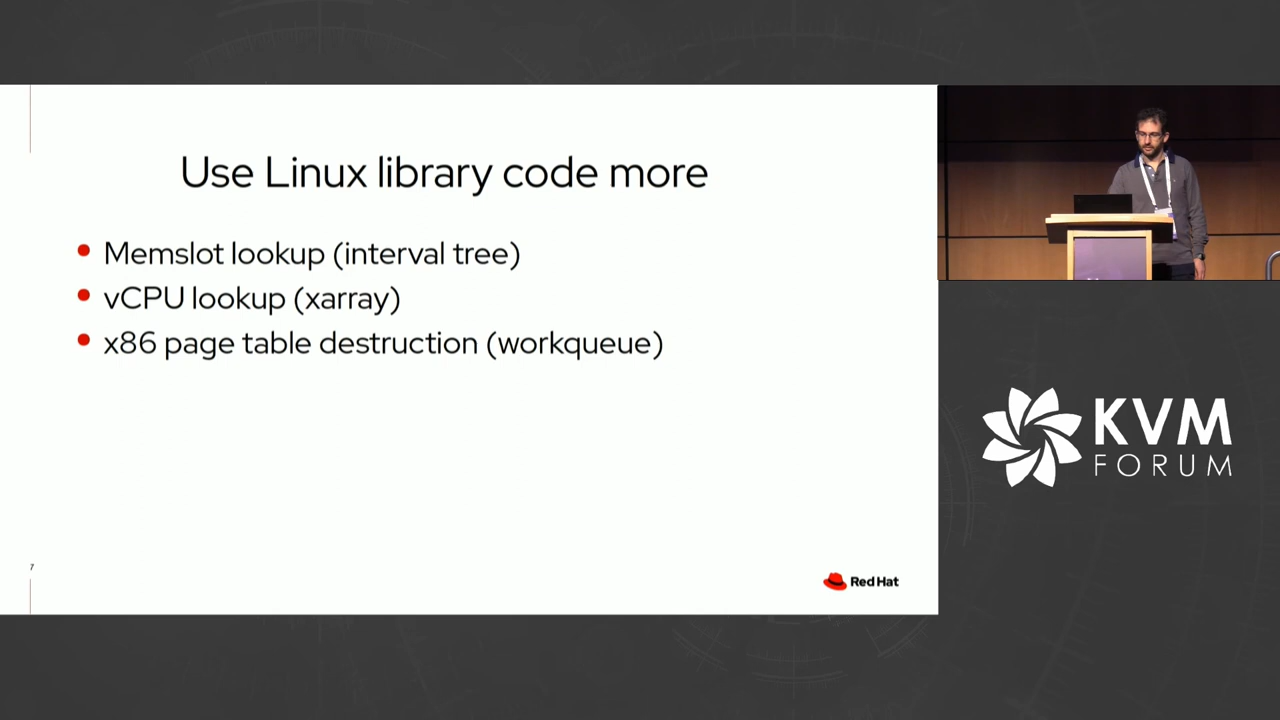 Use Linux library code more
Memslot lookup (interval tree)
vCPU lookup (xarray)
x86 page table destruction (workqueue)
7
Red Hat
KVM
FORUM